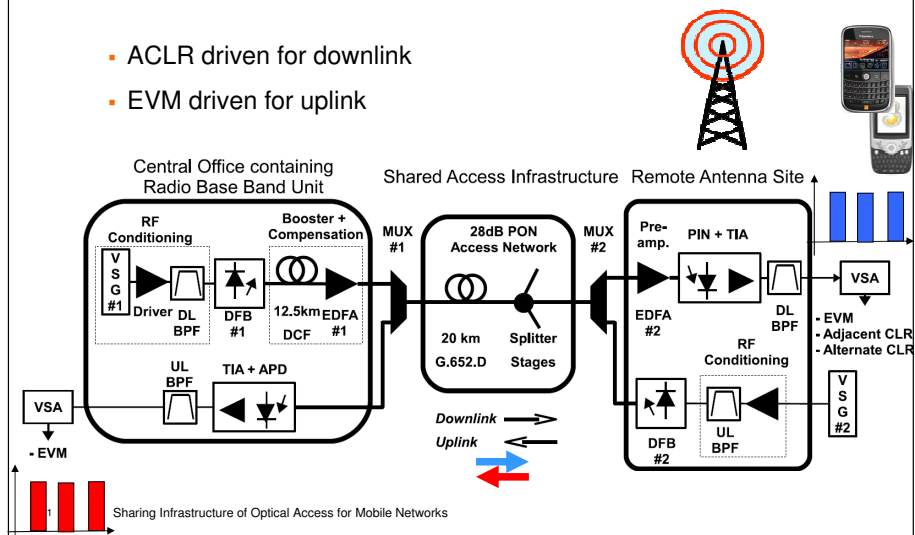 ACLR driven for downlink
EVM driven for uplink
Central Office containing
Radio Base Band Unit
Shared Access Infrastructure
Remote Antenna Site
RF
Conditioning
Booster +
Compensation
MUX
#1
28dB PON
Access Network
MUX
#2
Pre-
amp.
PIN + TIA
V
S
G
#1
Driver
DL
BPF
DFB
#1
12.5km
DCF
EDFA
#1
20 km
G.652.D
Splitter
Stages
EDFA
#2
DL
BPF
VSA
- EVM
- Adjacent CLR
- Alternate CLR
RF
Conditioning
UL
BPF
TIA + APD
VSA
- EVM
Downlink
Uplink
DFB
#2
UL
BPF
V
S
G
#2
1
Sharing Infrastructure of Optical Access for Mobile Networks